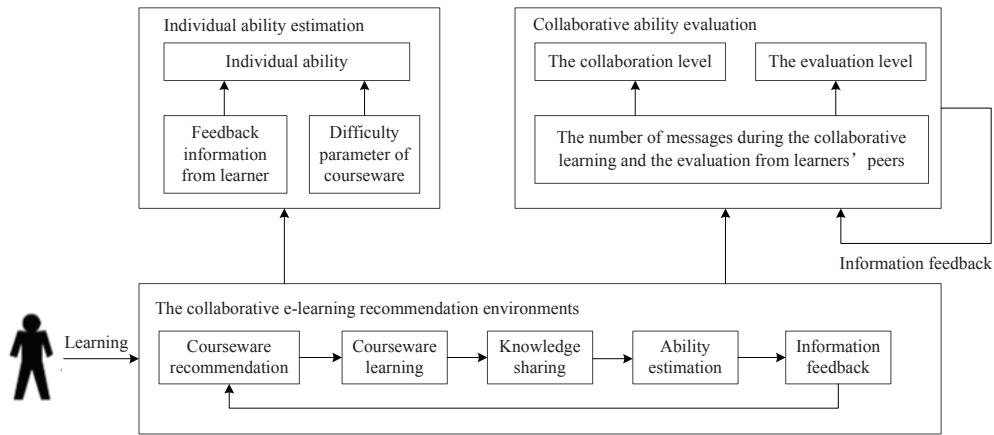 Individual ability estimation
Individual ability
Feedback
information
from learner
Difficulty
parameter of
courseware
Collaborative ability evaluation
The collaboration level
The evaluation level
The number of messages during the collaborative
learning and the evaluation from learners’ peers
Information feedback
The collaborative e-learning recommendation environments
Learning
Courseware
recommendation
Courseware
learning
Knowledge
sharing
Ability
estimation
Information
feedback